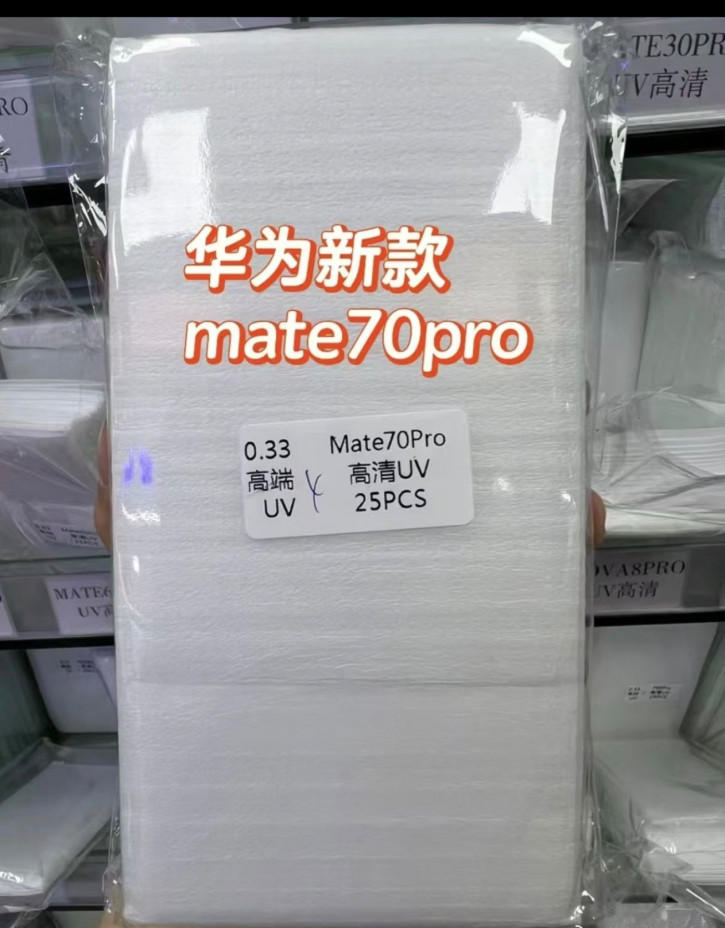 TE30PR
UV高清
RO
华为新款
mate70pro
0.33 Mate70Pro
高端 高清UV
UV 25PCS
OVA8PRO
UV高清
MATE6
UV高